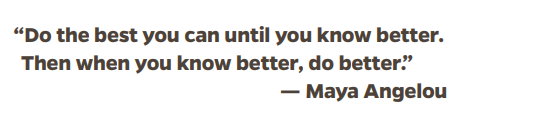 “Do the best you can until you know better.
Then when you know better, do better.”
— Maya Angelou